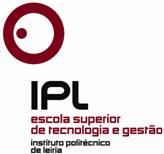 IPL
escola superior
de tecnologia e gestão
instituto politécnico
de leiria